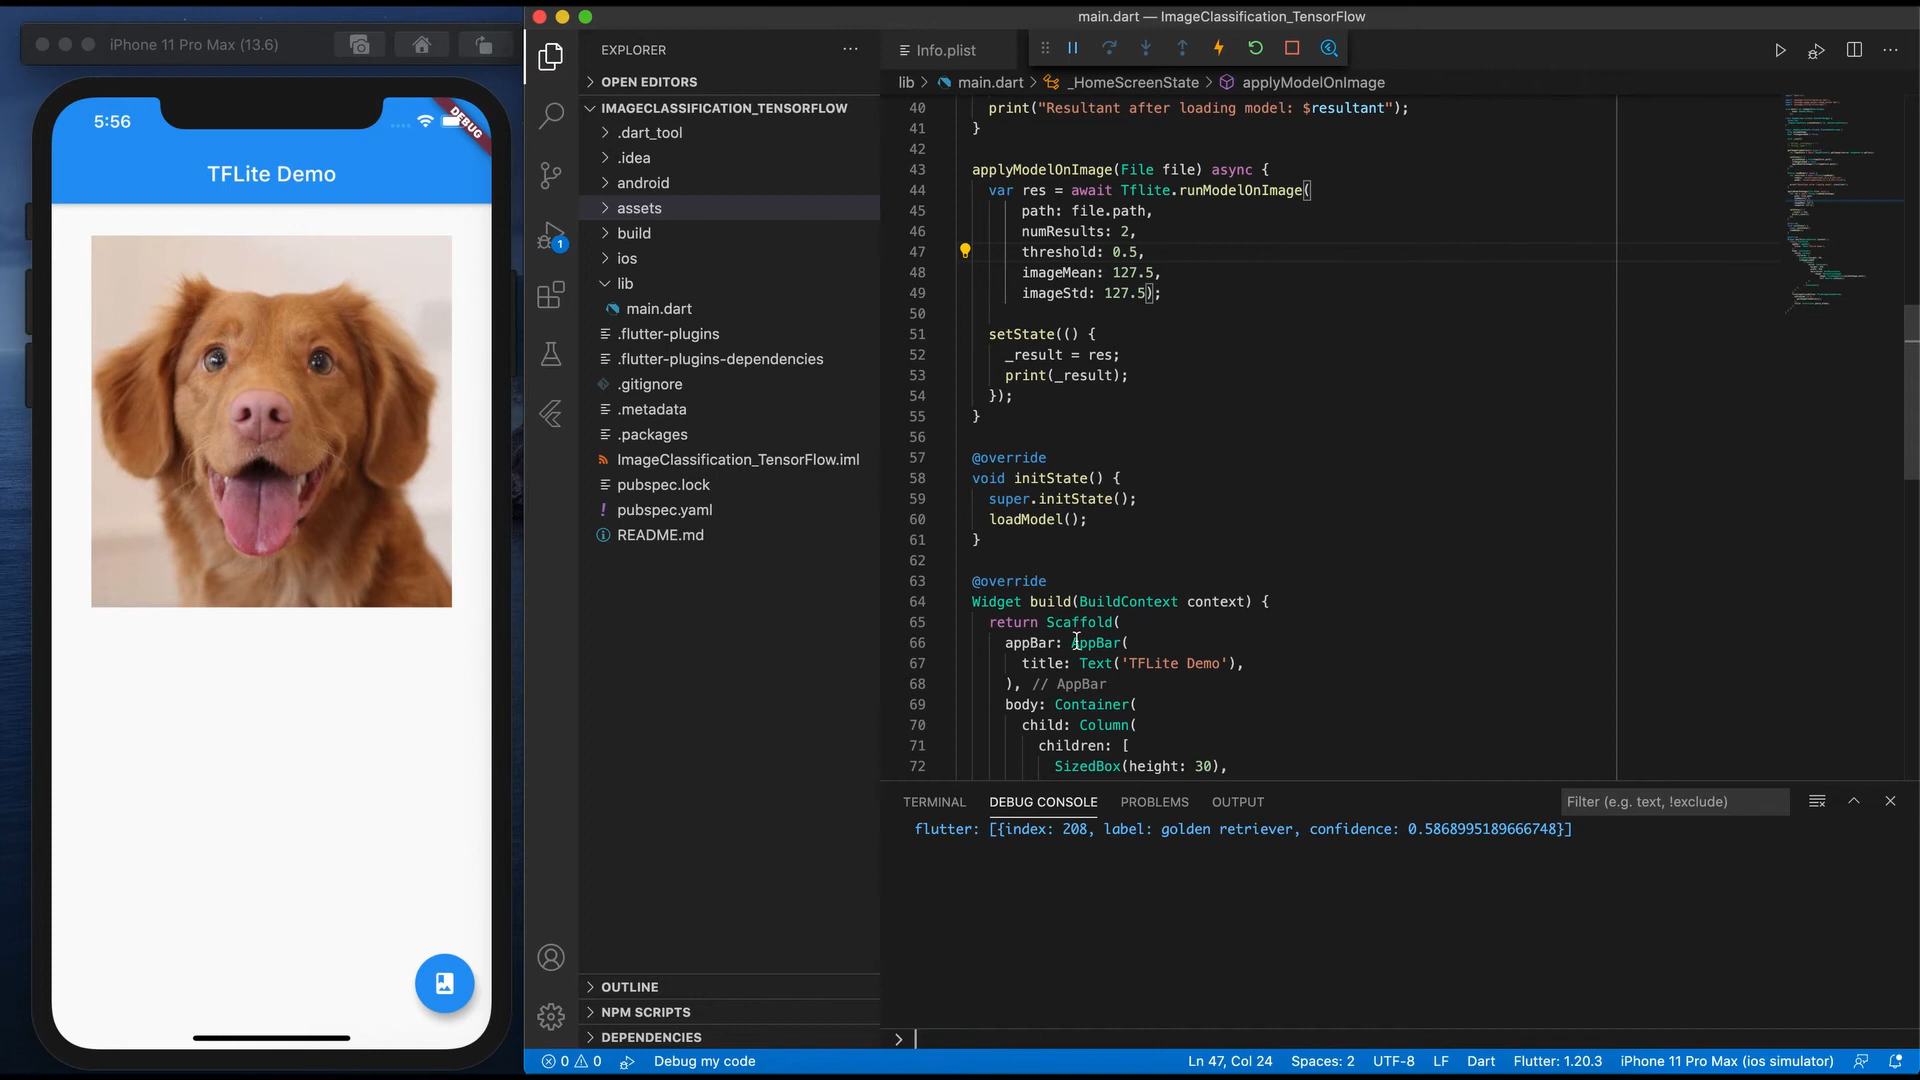 iPhone 11 Pro Max (13.6)
5:56
DEBUG
TFLite Demo
main.dart — ImageClassification_TensorFlow
EXPLORER
OPEN EDITORS
IMAGECLASSIFICATION_TENSORFLOW
.dart_tool
.idea
android
assets
build
ios
lib
main.dart
.flutter-plugins
.flutter-plugins-dependencies
.gitignore
.metadata
.packages
ImageClassification_TensorFlow.iml
pubspec.lock
pubspec.yaml
README.md
OUTLINE
NPM SCRIPTS
DEPENDENCIES
1
Info.plist
lib > main.dart > _HomeScreenState > applyModelOnImage
40 print("Resultant after loading model: $resultant");
41 }
42
43 applyModelOnImage(File file) async {
44 var res = await Tflite.runModelOnImage(
45 path: file.path,
46 numResults: 2,
47 threshold: 0.5,
48 imageMean: 127.5,
49 imageStd: 127.5);
50
51 setState(() {
52 _result = res;
53 print(_result);
54 });
55 }
56
57 @override
58 void initState() {
59 super.initState();
60 loadModel();
61 }
62
63 @override
64 Widget build(BuildContext context) {
65 return Scaffold(
66 appBar: AppBar(
67 title: Text('TFLite Demo'),
68 ), // AppBar
69 body: Container(
70 child: Column(
71 children: [
72 SizedBox(height: 30),
TERMINAL DEBUG CONSOLE PROBLEMS OUTPUT Filter (e.g. text, !exclude)
flutter: [{index: 208, label: golden retriever, confidence: 0.5868995189666748}]
0 0 Debug my code Ln 47, Col 24 Spaces: 2 UTF-8 LF Dart Flutter: 1.20.3 iPhone 11 Pro Max (ios simulator)